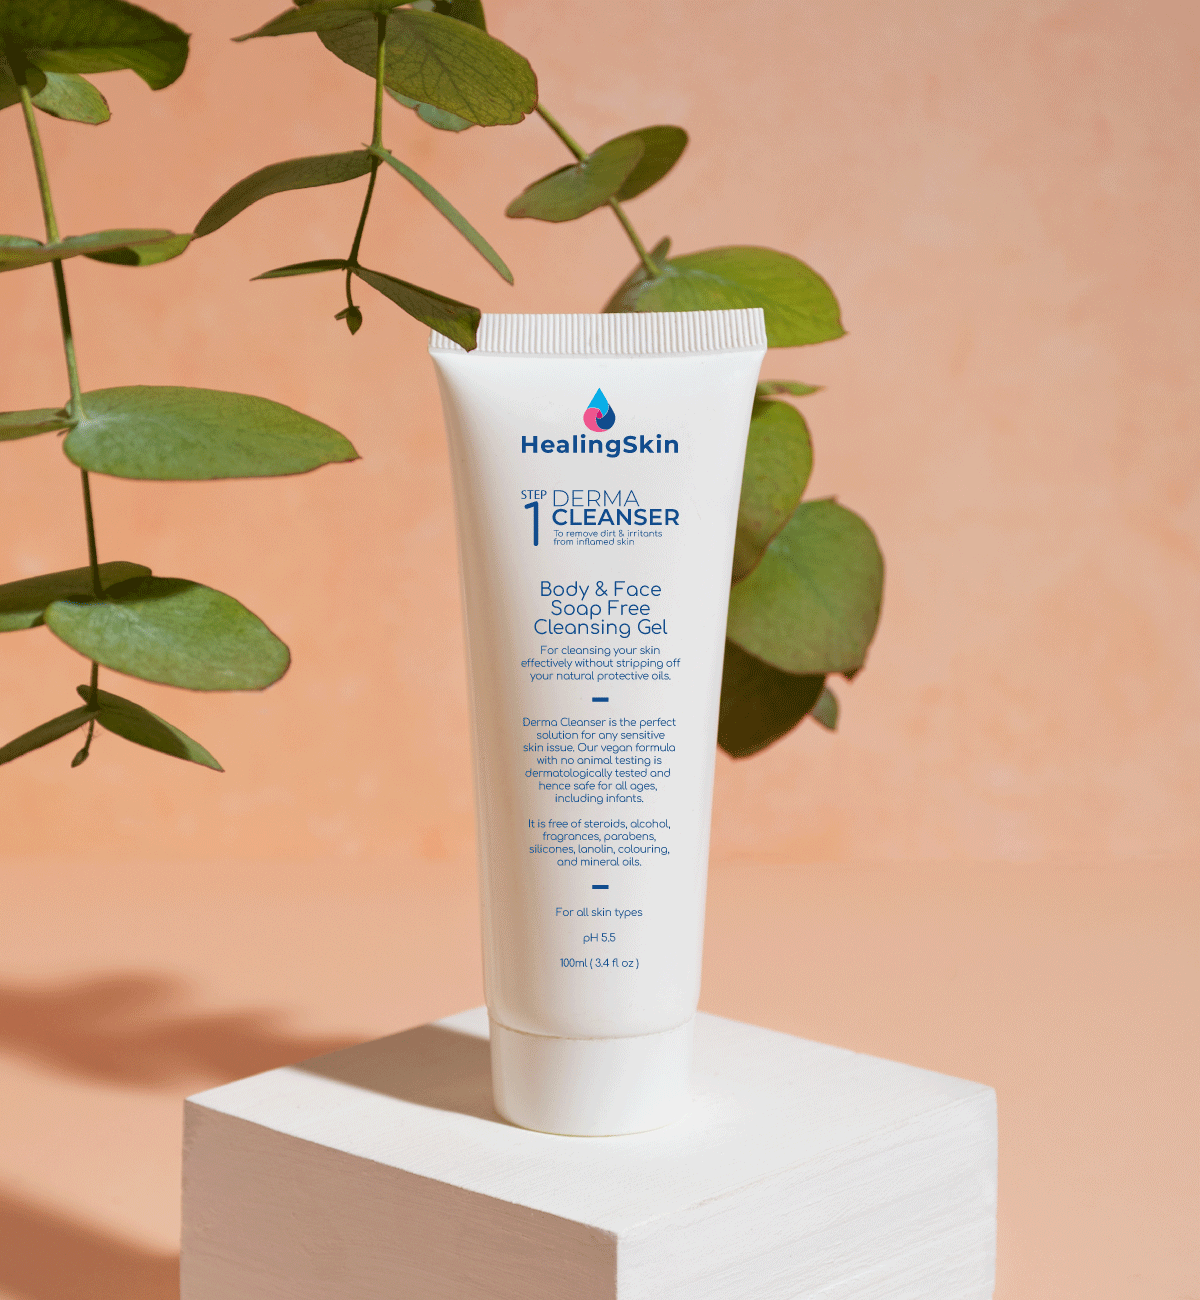 HealingSkin
STEP
1
DERMA
CLEANSER
To remove dirt & irritants
from inflamed skin
Body & Face
Soap Free
Cleansing Gel
For cleansing your skin
effectively without stripping off
your natural protective oils.
Derma Cleanser is the perfect
solution for any sensitive
skin issue. Our vegan formula
with no animal testing is
dermatologically tested and
hence safe for all ages,
including infants.
It is free of steroids, alcohol,
fragrances, parabens,
silicones, lanolin, colouring,
and mineral oils.
For all skin types
pH 5.5
100ml ( 3.4 fl oz )